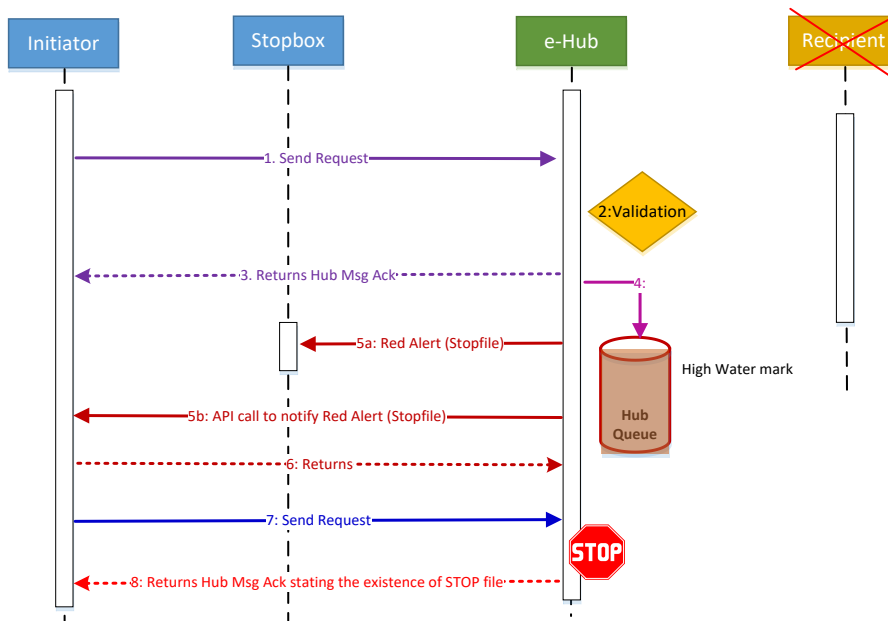 Initiator
Stopbox
e-Hub
Recipient
1. Send Request
2:Validation
3. Returns Hub Msg Ack
4:
5a: Red Alert (Stopfile)
High Water mark
Hub
Queue
5b: API call to notify Red Alert (Stopfile)
6: Returns
7: Send Request
STOP
8: Returns Hub Msg Ack stating the existence of STOP file